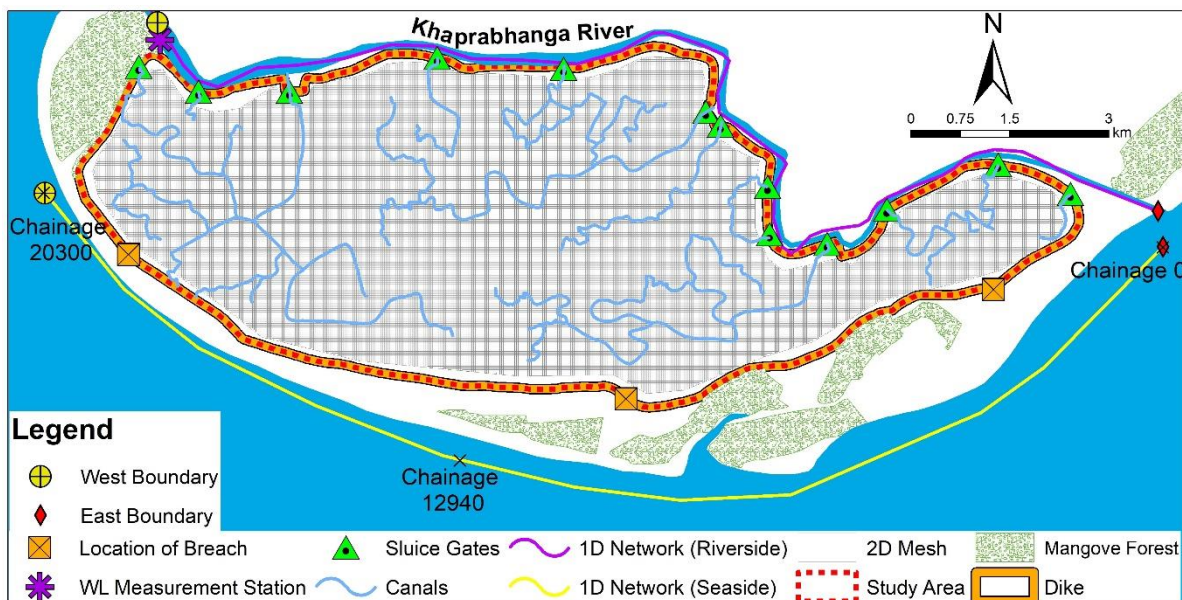 Khaprabhanga River
N
0 0.75 1.5 3
km
Chainage
20300
Chainage 0
Chainage
12940
Legend
West Boundary
East Boundary
Location of Breach
Sluice Gates
1D Network (Riverside)
2D Mesh
Mangove Forest
WL Measurement Station
Canals
1D Network (Seaside)
Study Area
Dike